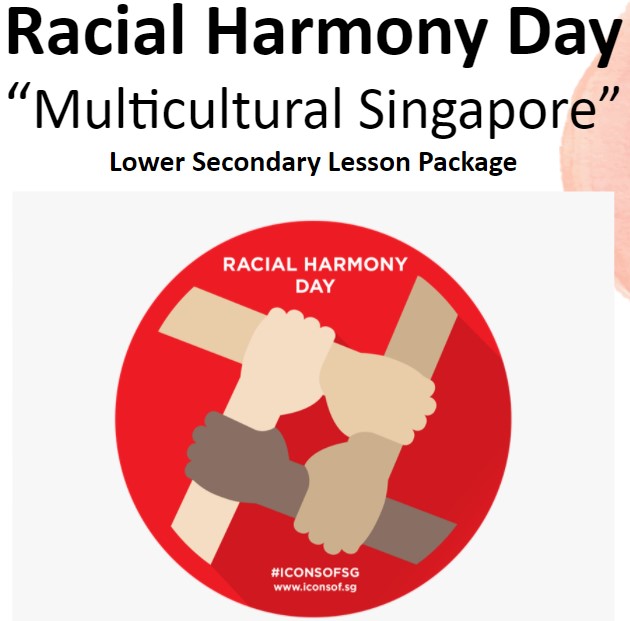 Racial Harmony Day
“Multicultural Singapore”
Lower Secondary Lesson Package
RACIAL HARMONY
DAY
#ICONSOFSG
www.iconsof.sg